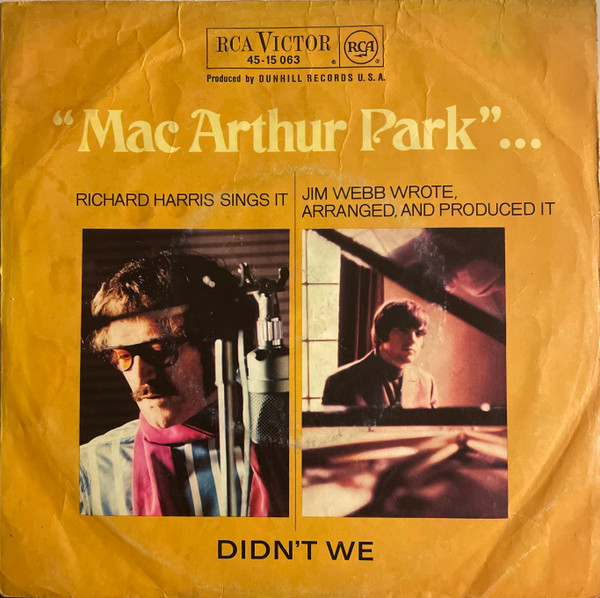 RCA VICTOR
45-15 063
RCA
Produced by DUNHILL RECORDS U.S.A.
“Mac Arthur Park”...
RICHARD HARRIS SINGS IT
JIM WEBB WROTE,
ARRANGED, AND PRODUCED IT
DIDN'T WE